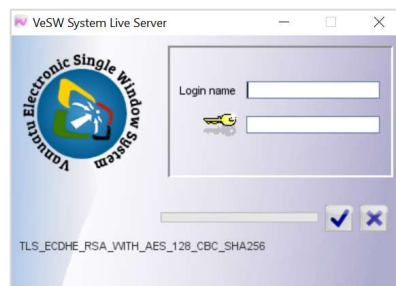 VeSW System Live Server
Vanuatu Electronic Single Window System
Login name
TLS_ECDHE_RSA_WITH_AES_128_CBC_SHA256